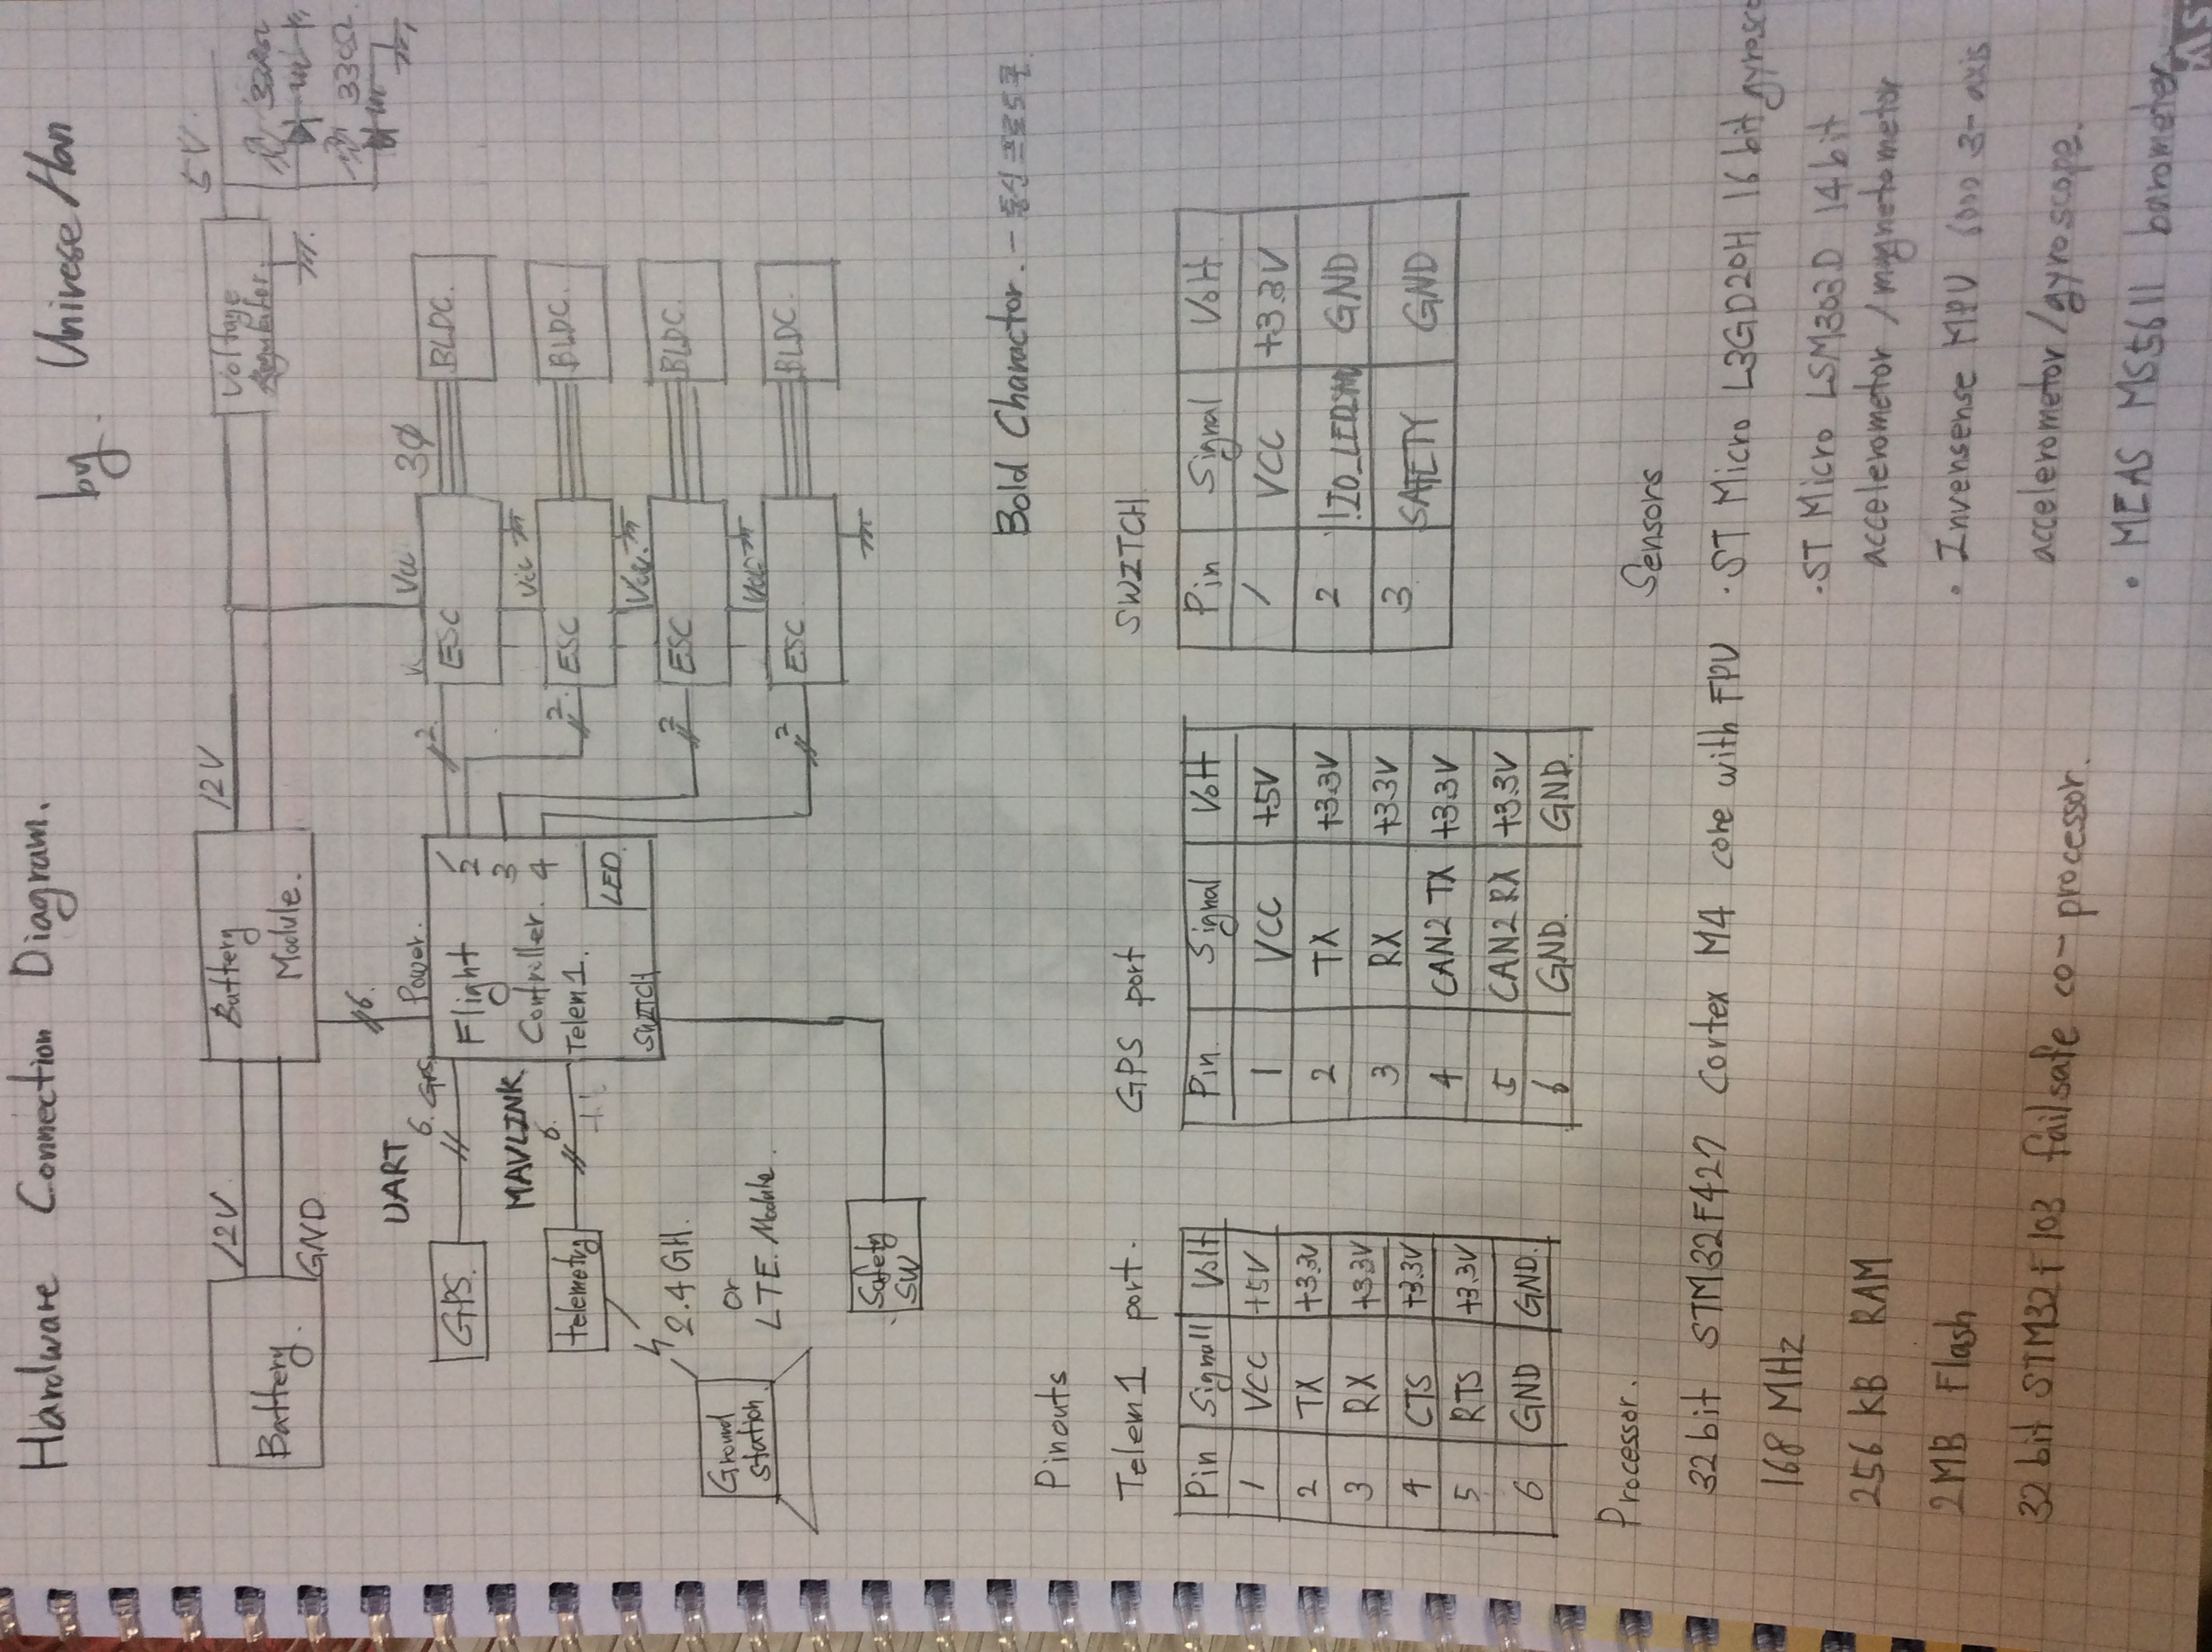 Hardware Connection Diagram.
by. Univese Han
Battery.
12V
GND
Buttery
Module.
12V
Voltage
Regulator.
5V
330Ω
330Ω
6.
UART
GPS.
6. GPS
Power.
Flight
Controller.
Telem1.
SWITCH
LED.
1
2
3
4
MAVLINK
telemetry
6.
2.4 GH.
or
LTE. Module.
Ground
station.
Safety
SW
2.
Vcc
ESC
3Ø
BLDC.
2.
Vcc
ESC
BLDC.
2
Vcc.
ESC
BLDC.
2
Vcc
ESC
BLDC.
Bold Charactor. - 통신 프로토콜
Pinouts
Telem1 port.
Pin Signall Volt
1 VCC +5V
2 TX +3.3V
3 RX +3.3V
4 CTS +3.3V
5 RTS +3.3V
6 GND GND.
GPS port
Pin. Signal Volt
1 VCC +5V
2 TX +3.3V
3 RX +3.3V
4 CAN2 TX +3.3V
5 CAN2 RX +3.3V
6 GND. GND.
SWITCH
Pin Signal Volt
1 VCC +3.3V
2 GND
3 SAFETY GND
Processor.
32 bit STM32F427 Cortex M4 core with FPU
168 MHz
256 KB RAM
2MB Flash
32 bit STM32F103 failsafe co-processor.
Sensors
· ST Micro L3GD20H 16 bit gyrosc
· ST Micro LSM303D 14 bit
accelerometor / magnetometor
• Invensense MPU 6000 3-axis
accelerometor / gyroscope.
• MEAS MS5611 barometer